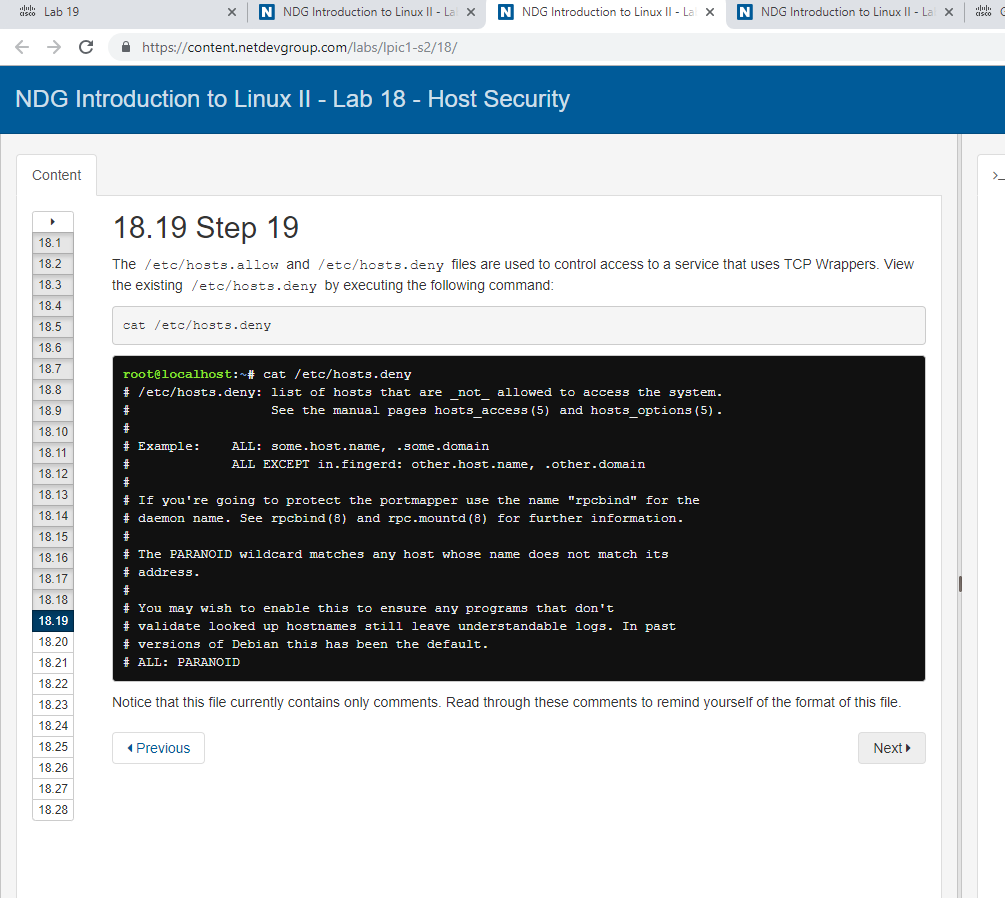 Lab 19
NDG Introduction to Linux II - La
NDG Introduction to Linux II - La
NDG Introduction to Linux II - Lab
https://content.netdevgroup.com/labs/lpic1-s2/18/
NDG Introduction to Linux II - Lab 18 - Host Security
Content
18.1
18.2
18.3
18.4
18.5
18.6
18.7
18.8
18.9
18.10
18.11
18.12
18.13
18.14
18.15
18.16
18.17
18.18
18.19
18.20
18.21
18.22
18.23
18.24
18.25
18.26
18.27
18.28
18.19 Step 19
The /etc/hosts.allow and /etc/hosts.deny files are used to control access to a service that uses TCP Wrappers. View
the existing /etc/hosts.deny by executing the following command:
cat /etc/hosts.deny
root@localhost:~# cat /etc/hosts.deny
# /etc/hosts.deny: list of hosts that are _not_ allowed to access the system.
#                  See the manual pages hosts_access(5) and hosts_options(5).
#
# Example:    ALL: some.host.name, .some.domain
#             ALL EXCEPT in.fingerd: other.host.name, .other.domain
#
# If you're going to protect the portmapper use the name "rpcbind" for the
# daemon name. See rpcbind(8) and rpc.mountd(8) for further information.
#
# The PARANOID wildcard matches any host whose name does not match its
# address.
#
# You may wish to enable this to ensure any programs that don't
# validate looked up hostnames still leave understandable logs. In past
# versions of Debian this has been the default.
# ALL: PARANOID
Notice that this file currently contains only comments. Read through these comments to remind yourself of the format of this file.
Previous
Next